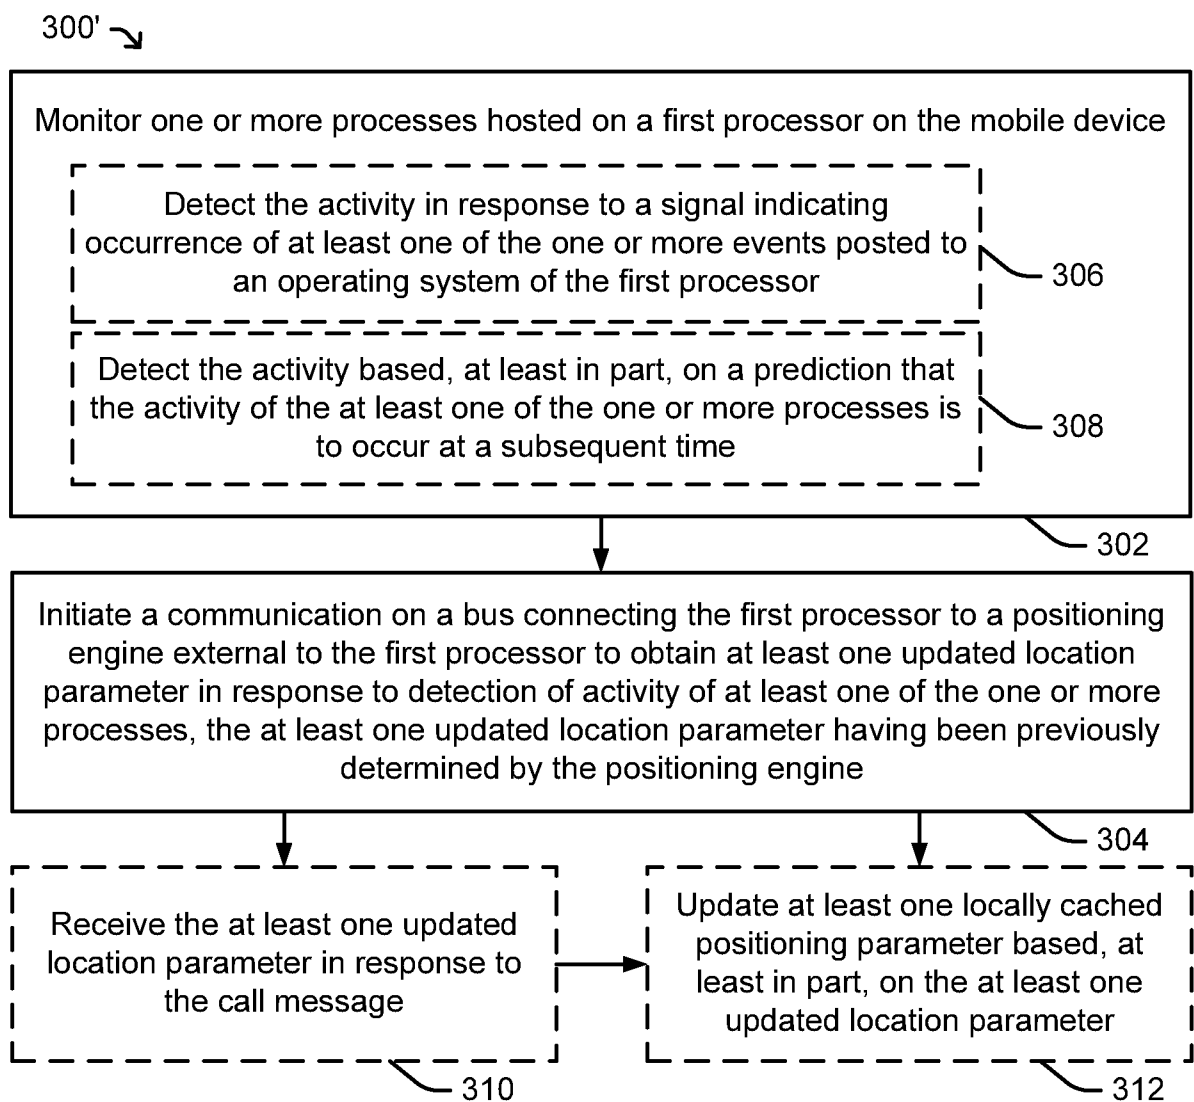 300'
Monitor one or more processes hosted on a first processor on the mobile device
Detect the activity in response to a signal indicating
occurrence of at least one of the one or more events posted to
an operating system of the first processor
306
Detect the activity based, at least in part, on a prediction that
the activity of the at least one of the one or more processes is
to occur at a subsequent time
308
302
Initiate a communication on a bus connecting the first processor to a positioning
engine external to the first processor to obtain at least one updated location
parameter in response to detection of activity of at least one of the one or more
processes, the at least one updated location parameter having been previously
determined by the positioning engine
304
Receive the at least one updated
location parameter in response to
the call message
310
Update at least one locally cached
positioning parameter based, at
least in part, on the at least one
updated location parameter
312